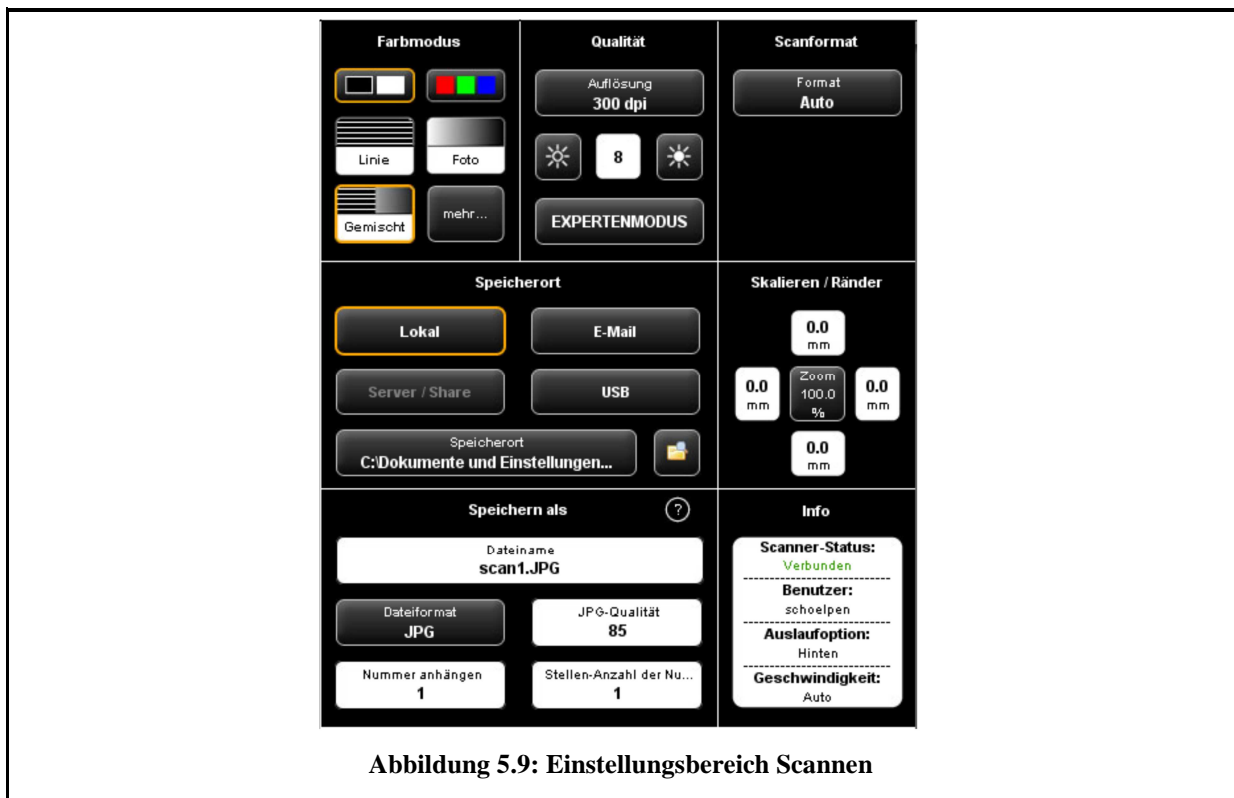 Farbmodus
Linie
Foto
Gemischt
mehr...
Qualität
Auflösung
300 dpi
8
EXPERTENMODUS
Scanformat
Format
Auto
Speicherort
Lokal
E-Mail
Server / Share
USB
Speicherort
C:\Dokumente und Einstellungen...
Skalieren / Ränder
0.0
mm
0.0
mm
Zoom
100.0
%
0.0
mm
0.0
mm
Speichern als
?
Dateiname
scan1.JPG
Dateiformat
JPG
JPG-Qualität
85
Nummer anhängen
1
Stellen-Anzahl der Nu...
1
Info
Scanner-Status:
Verbunden
Benutzer:
schoelpen
Auslaufoption:
Hinten
Geschwindigkeit:
Auto
Abbildung 5.9: Einstellungsbereich Scannen